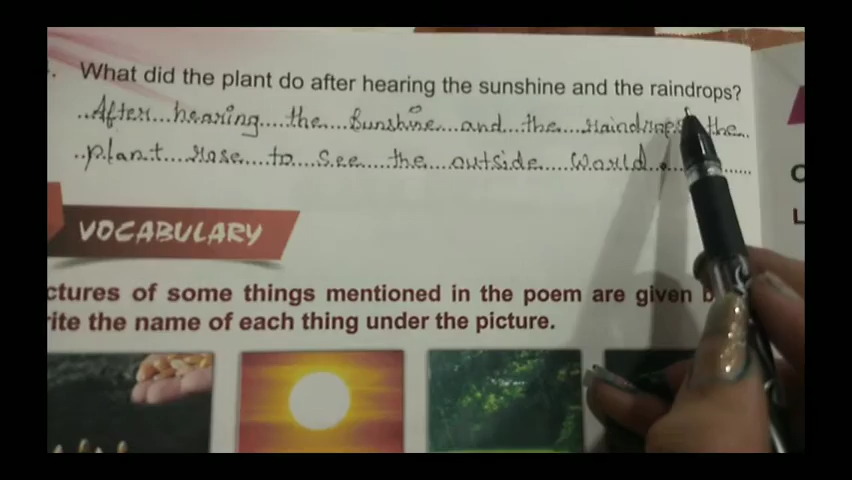 . What did the plant do after hearing the sunshine and the raindrops?
After hearing the Sunshine and the raindrops the
plant rose to see the outside world.
VOCABULARY
ctures of some things mentioned in the poem are given b
ite the name of each thing under the picture.